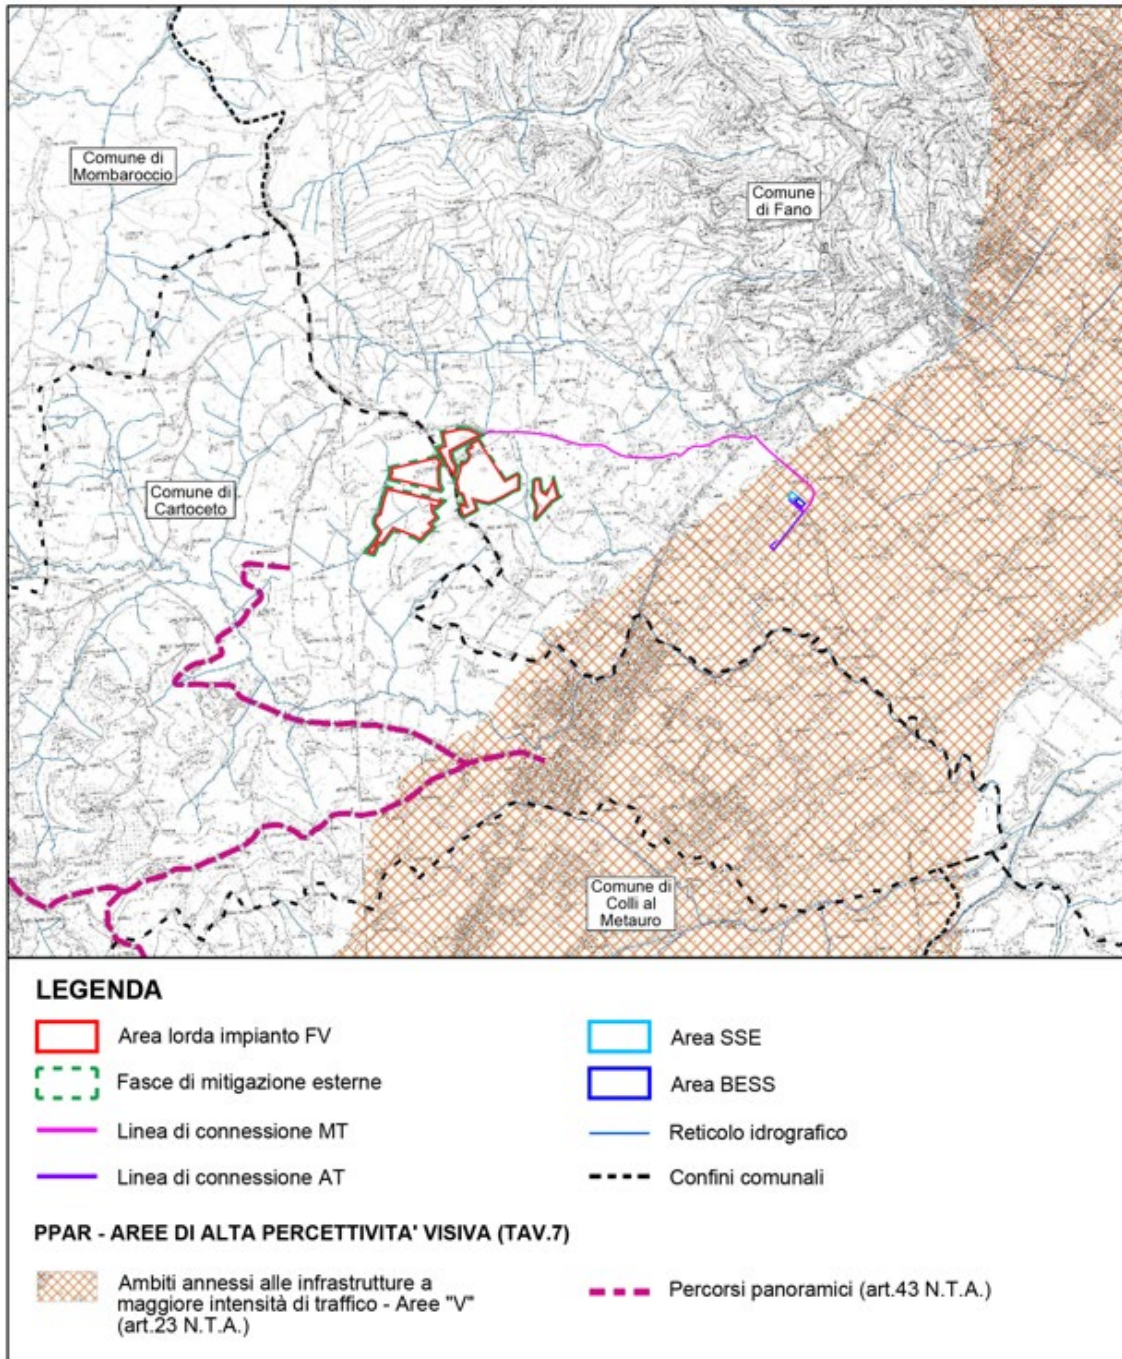 Comune di
Mombaroccio
Comune
di Fano
Comune di
Cartoceto
Comune di
Colli al
Metauro
LEGENDA
Area lorda impianto FV
Fasce di mitigazione esterne
Linea di connessione MT
Linea di connessione AT
Area SSE
Area BESS
Reticolo idrografico
Confini comunali
PPAR - AREE DI ALTA PERCETTIVITA' VISIVA (TAV.7)
Ambiti annessi alle infrastrutture a
maggiore intensità di traffico - Aree "V"
(art.23 N.T.A.)
Percorsi panoramici (art.43 N.T.A.)